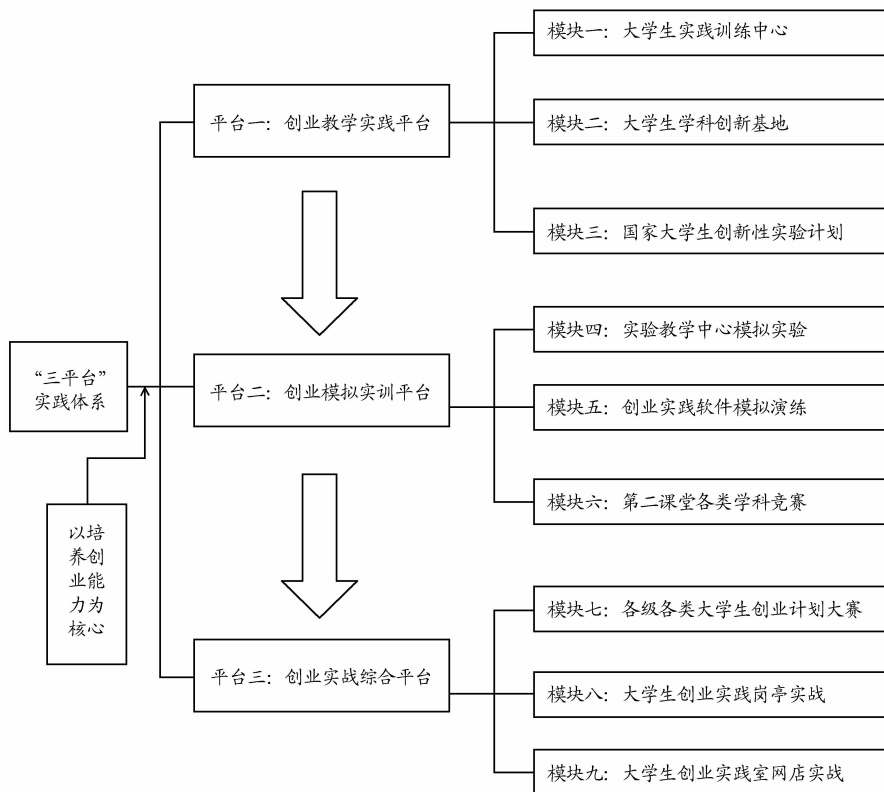 模块一：大学生实践训练中心
平台一：创业教学实践平台
模块二：大学生学科创新基地
模块三：国家大学生创新性实验计划
模块四：实验教学中心模拟实验
“三平台”
实践体系
平台二：创业模拟实训平台
模块五：创业实践软件模拟演练
模块六：第二课堂各类学科竞赛
以培
养创
业能
力为
核心
模块七：各级各类大学生创业计划大赛
平台三：创业实战综合平台
模块八：大学生创业实践岗亭实战
模块九：大学生创业实践室网店实战